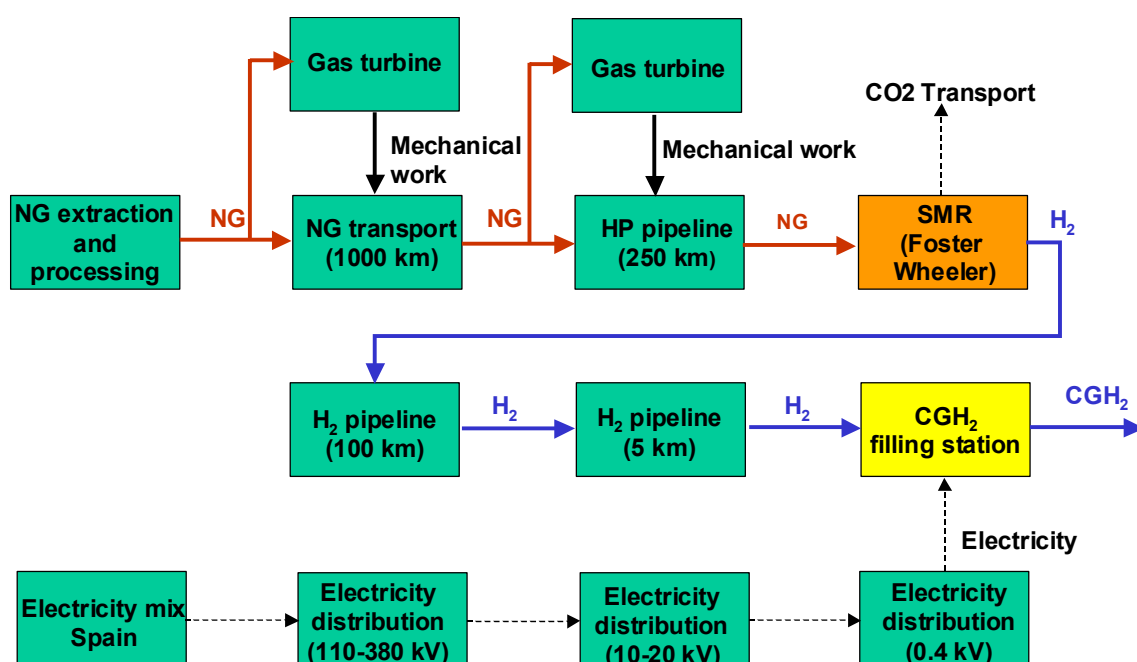 Gas turbine
Gas turbine
CO2 Transport
Mechanical
work
Mechanical work
NG extraction
and
processing
NG
NG transport
(1000 km)
NG
HP pipeline
(250 km)
NG
SMR
(Foster
Wheeler)
H₂
H₂ pipeline
(100 km)
H₂
H₂ pipeline
(5 km)
H₂
CGH₂
filling station
CGH₂
Electricity
Electricity mix
Spain
Electricity
distribution
(110-380 kV)
Electricity
distribution
(10-20 kV)
Electricity
distribution
(0.4 kV)